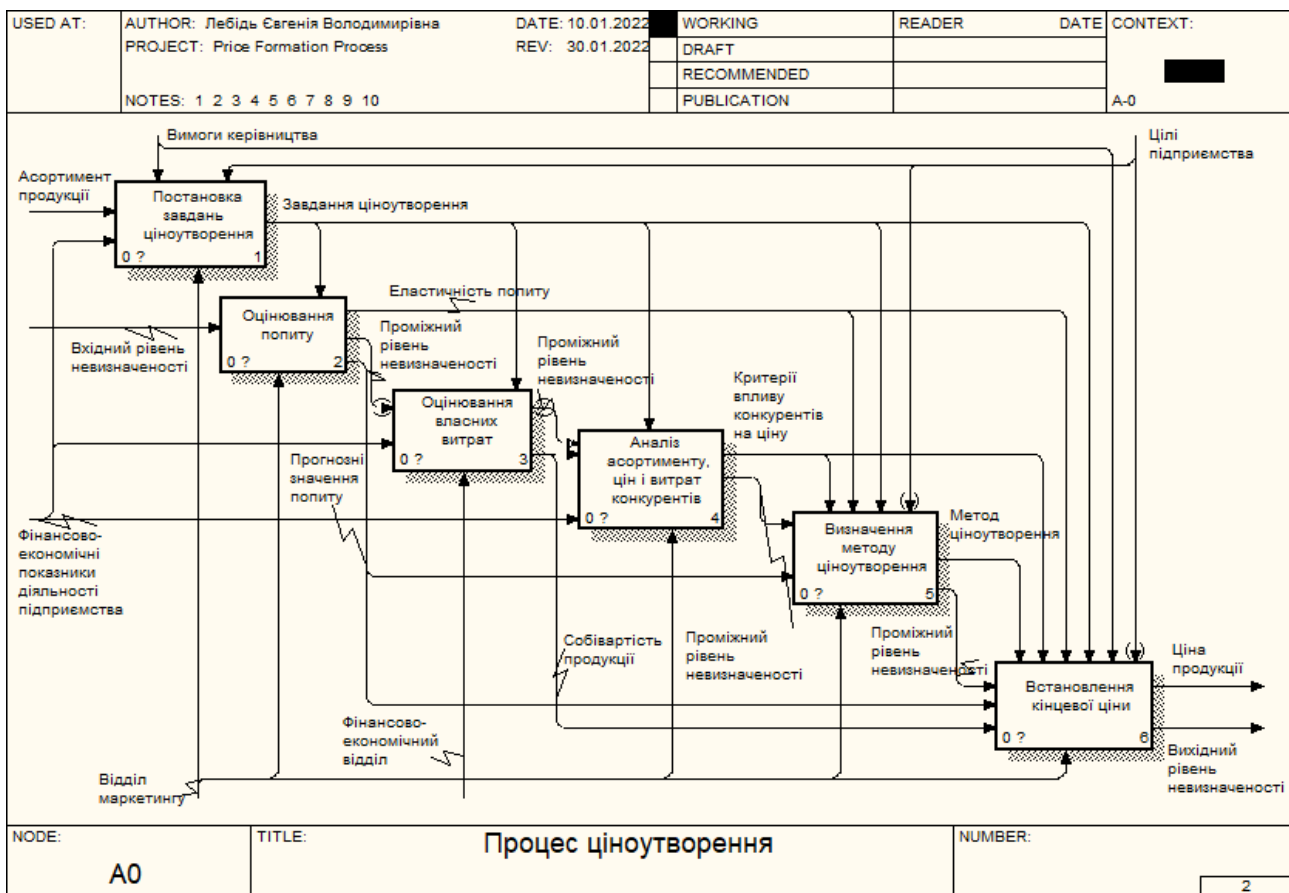 USED AT:
AUTHOR: Лебідь Євгенія Володимирівна
DATE: 10.01.2022
PROJECT: Price Formation Process
REV: 30.01.2022
NOTES: 1 2 3 4 5 6 7 8 9 10
WORKING
DRAFT
RECOMMENDED
PUBLICATION
READER
DATE
CONTEXT:
A-0
Вимоги керівництва
Цілі
підприємства
Асортимент
продукції
Постановка
завдань
ціноутворення
0 ?
1
Завдання ціноутворення
Еластичність попиту
Оцінювання
попиту
0 ?
2
Вхідний рівень
невизначеності
Проміжний
рівень
невизначеності
Проміжний
рівень
невизначеності
Оцінювання
власних
витрат
0 ?
3
Критерії
впливу
конкурентів
на ціну
Аналіз
асортименту,
цін і витрат
конкурентів
0 ?
4
Прогнозні
значення
попиту
Фінансово-
економічні
показники
діяльності
підприємства
Визначення
методу
ціноутворення
0 ?
5
Метод
ціноутворення
Собівартість
продукції
Проміжний
рівень
невизначеності
Проміжний
рівень
невизначеності
Встановлення
кінцевої ціни
0 ?
6
Ціна
продукції
Вихідний
рівень
невизначеності
Фінансово-
економічний
відділ
Відділ
маркетингу
NODE:
A0
TITLE:
Процес ціноутворення
NUMBER:
2